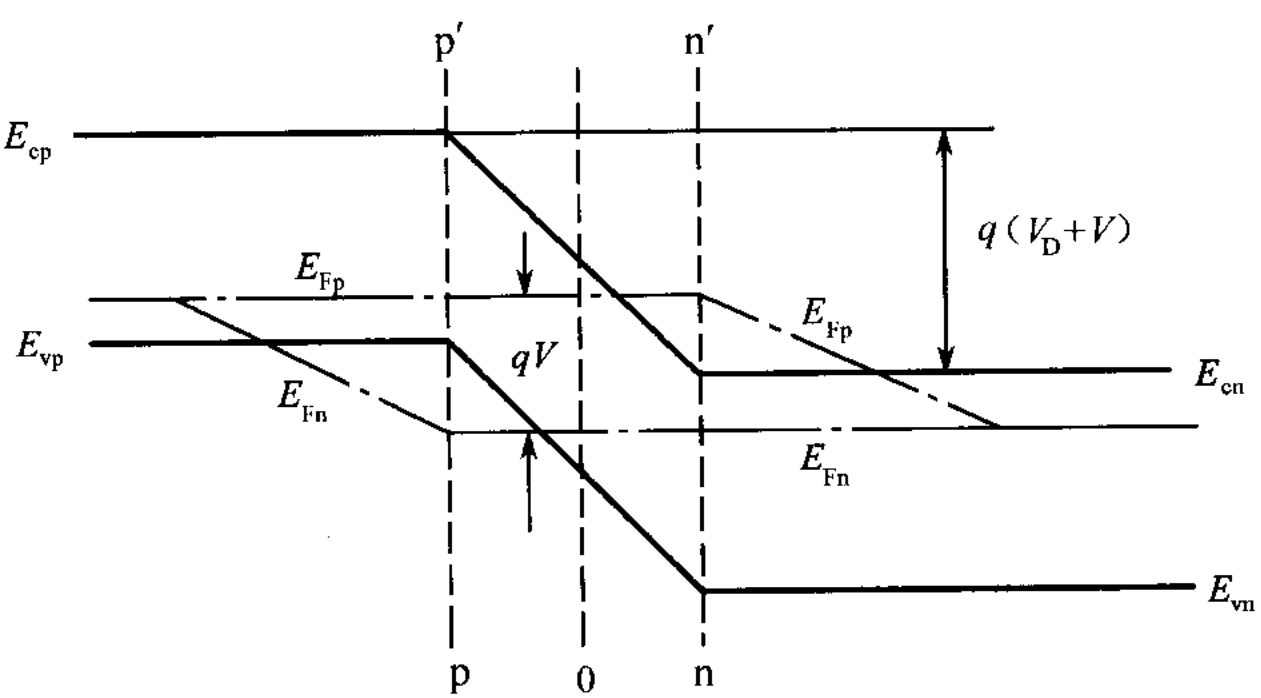 p′ n′
E_cp
q(V_D+V)
E_Fp
E_Fp
E_vp
qV
E_cn
E_Fn
E_Fn
E_vn
p 0 n